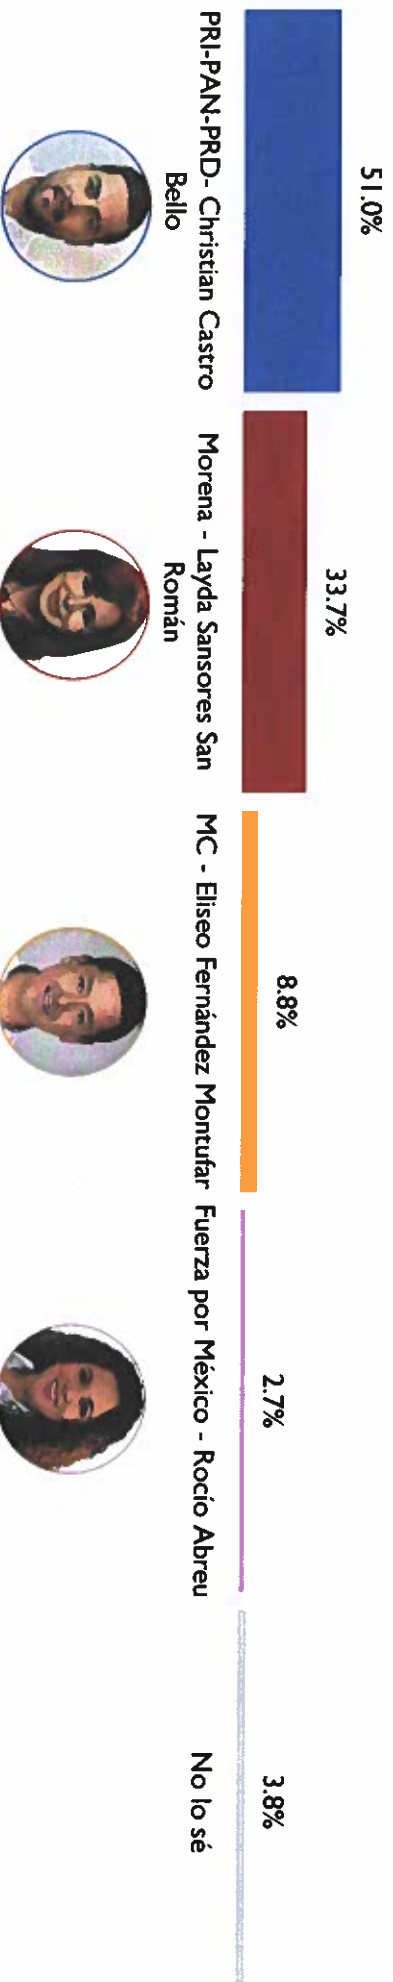 51.0%
33.7%
8.8%
2.7%
3.8%
PRI-PAN-PRD- Christian Castro
Bello
Morena - Layda Sansores San
Román
MC - Eliseo Fernández Montufar
Fuerza por México - Rocío Abreu
No lo sé